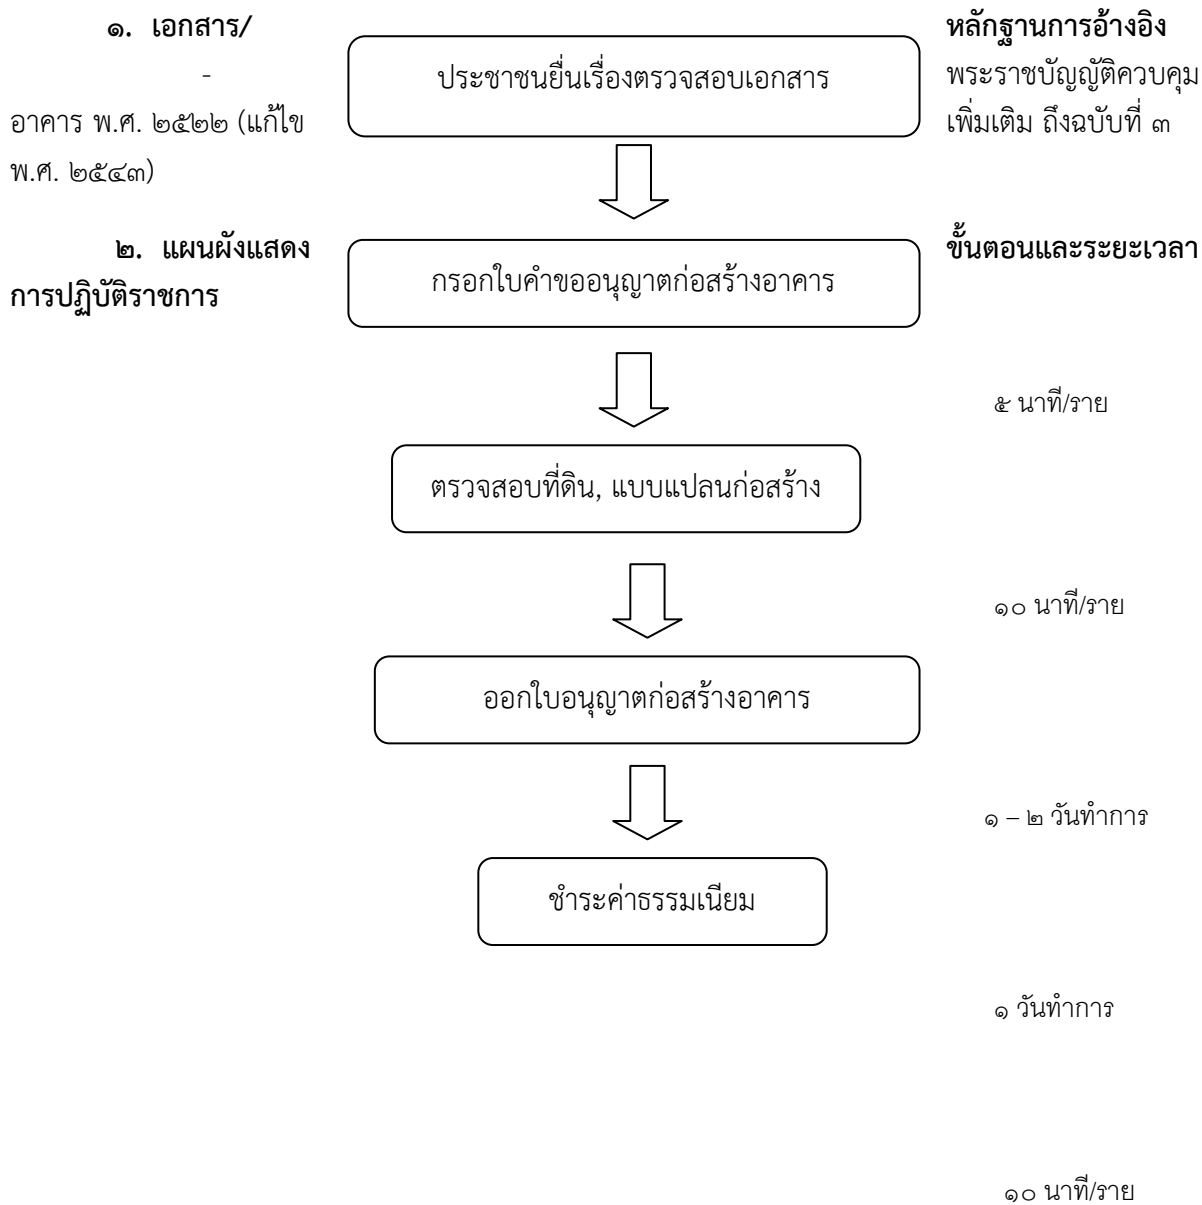 ๑. เอกสาร/ หลักฐานการอ้างอิง
ประชาชนยื่นเรื่องตรวจสอบเอกสาร
- พระราชบัญญัติควบคุม
อาคาร พ.ศ. ๒๕๒๒ (แก้ไข เพิ่มเติม ถึงฉบับที่ ๓
พ.ศ. ๒๕๔๓)
๒. แผนผังแสดง ขั้นตอนและระยะเวลา
การปฏิบัติราชการ
กรอกใบคำขออนุญาตก่อสร้างอาคาร
๕ นาที/ราย
ตรวจสอบที่ดิน, แบบแปลนก่อสร้าง
๑๐ นาที/ราย
ออกใบอนุญาตก่อสร้างอาคาร
๑ – ๒ วันทำการ
ชำระค่าธรรมเนียม
๑ วันทำการ
๑๐ นาที/ราย